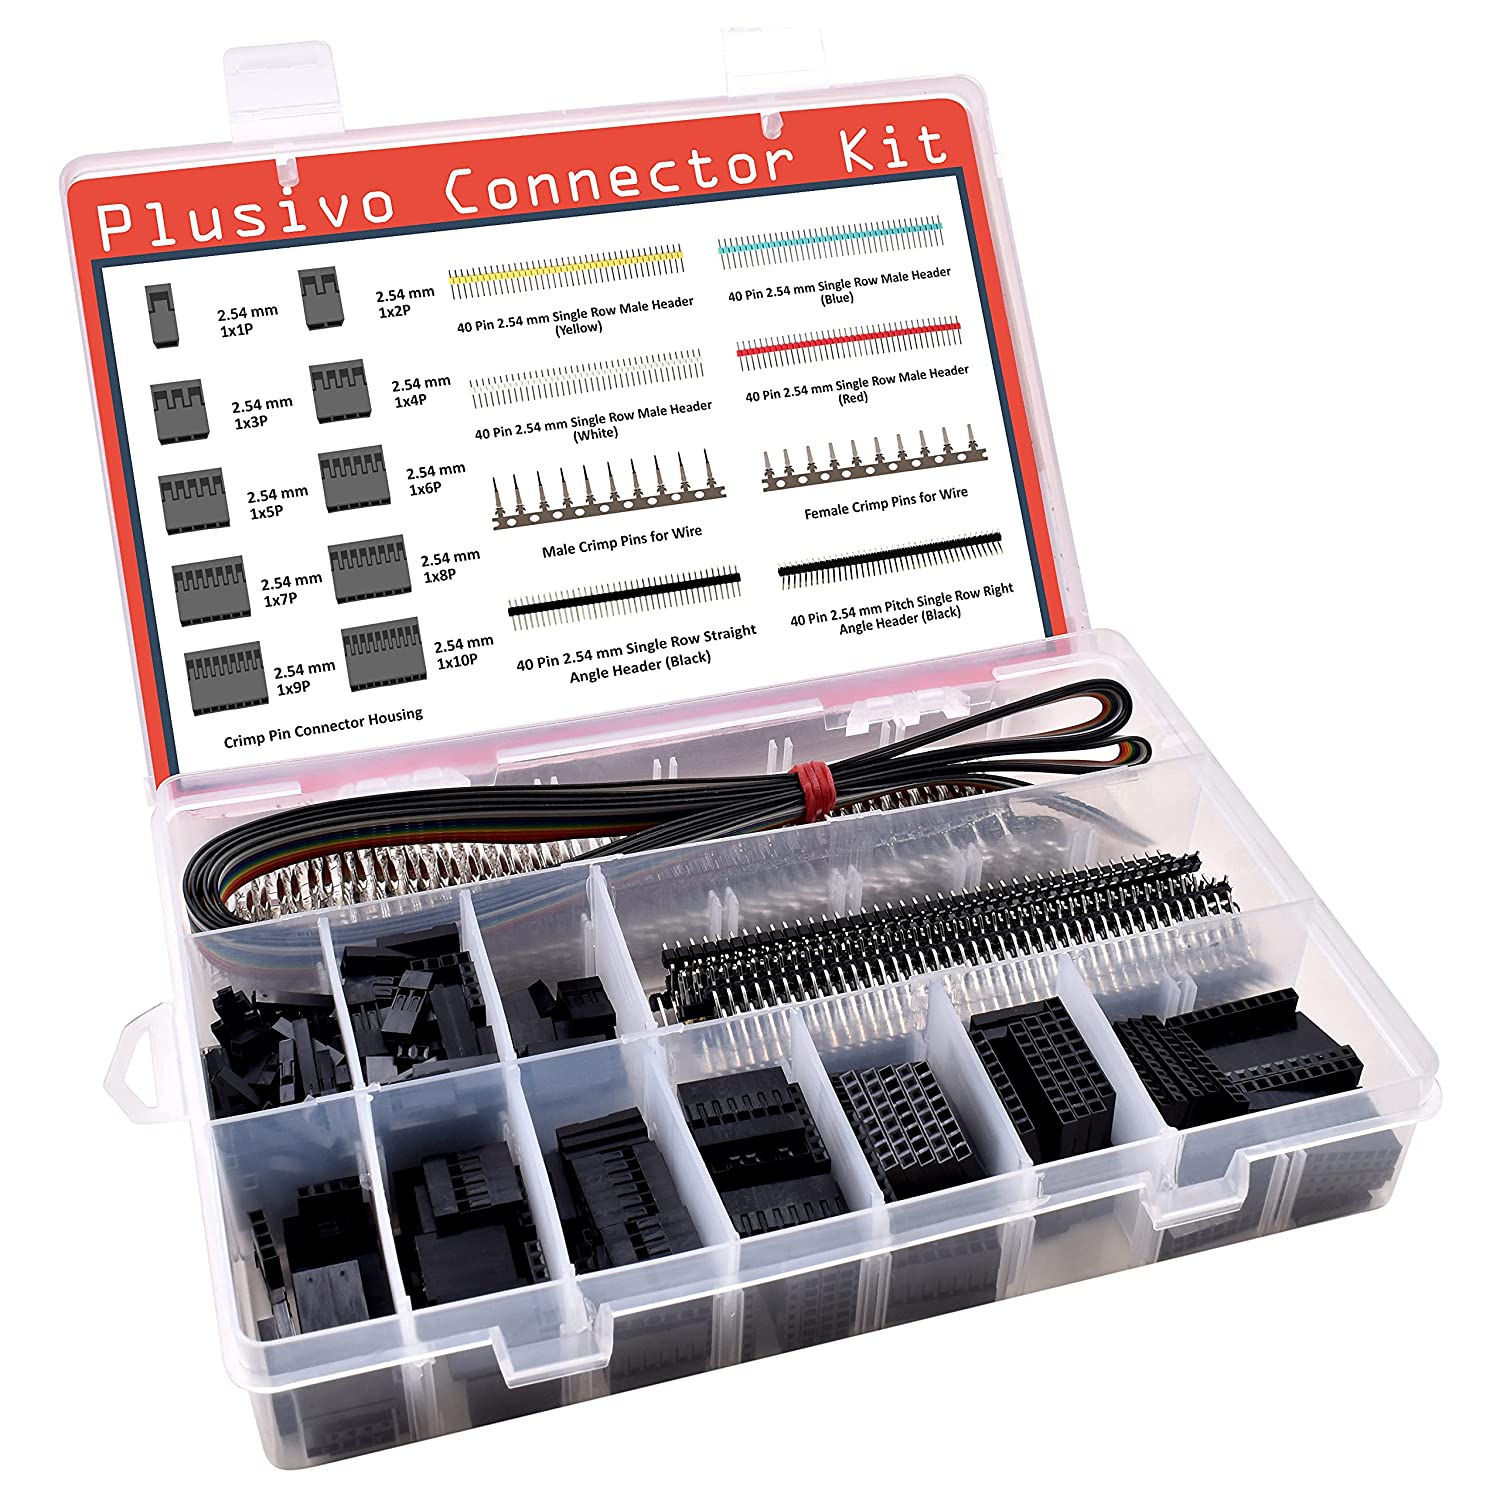 Plusivo Connector Kit
2.54 mm
1x1P
2.54 mm
1x2P
2.54 mm
1x3P
2.54 mm
1x4P
2.54 mm
1x5P
2.54 mm
1x6P
2.54 mm
1x7P
2.54 mm
1x8P
2.54 mm
1x9P
2.54 mm
1x10P
Crimp Pin Connector Housing
40 Pin 2.54 mm Single Row Male Header
(Yellow)
40 Pin 2.54 mm Single Row Male Header
(Blue)
40 Pin 2.54 mm Single Row Male Header
(White)
40 Pin 2.54 mm Single Row Male Header
(Red)
Male Crimp Pins for Wire
Female Crimp Pins for Wire
40 Pin 2.54 mm Single Row Straight
Angle Header (Black)
40 Pin 2.54 mm Pitch Single Row Right
Angle Header (Black)